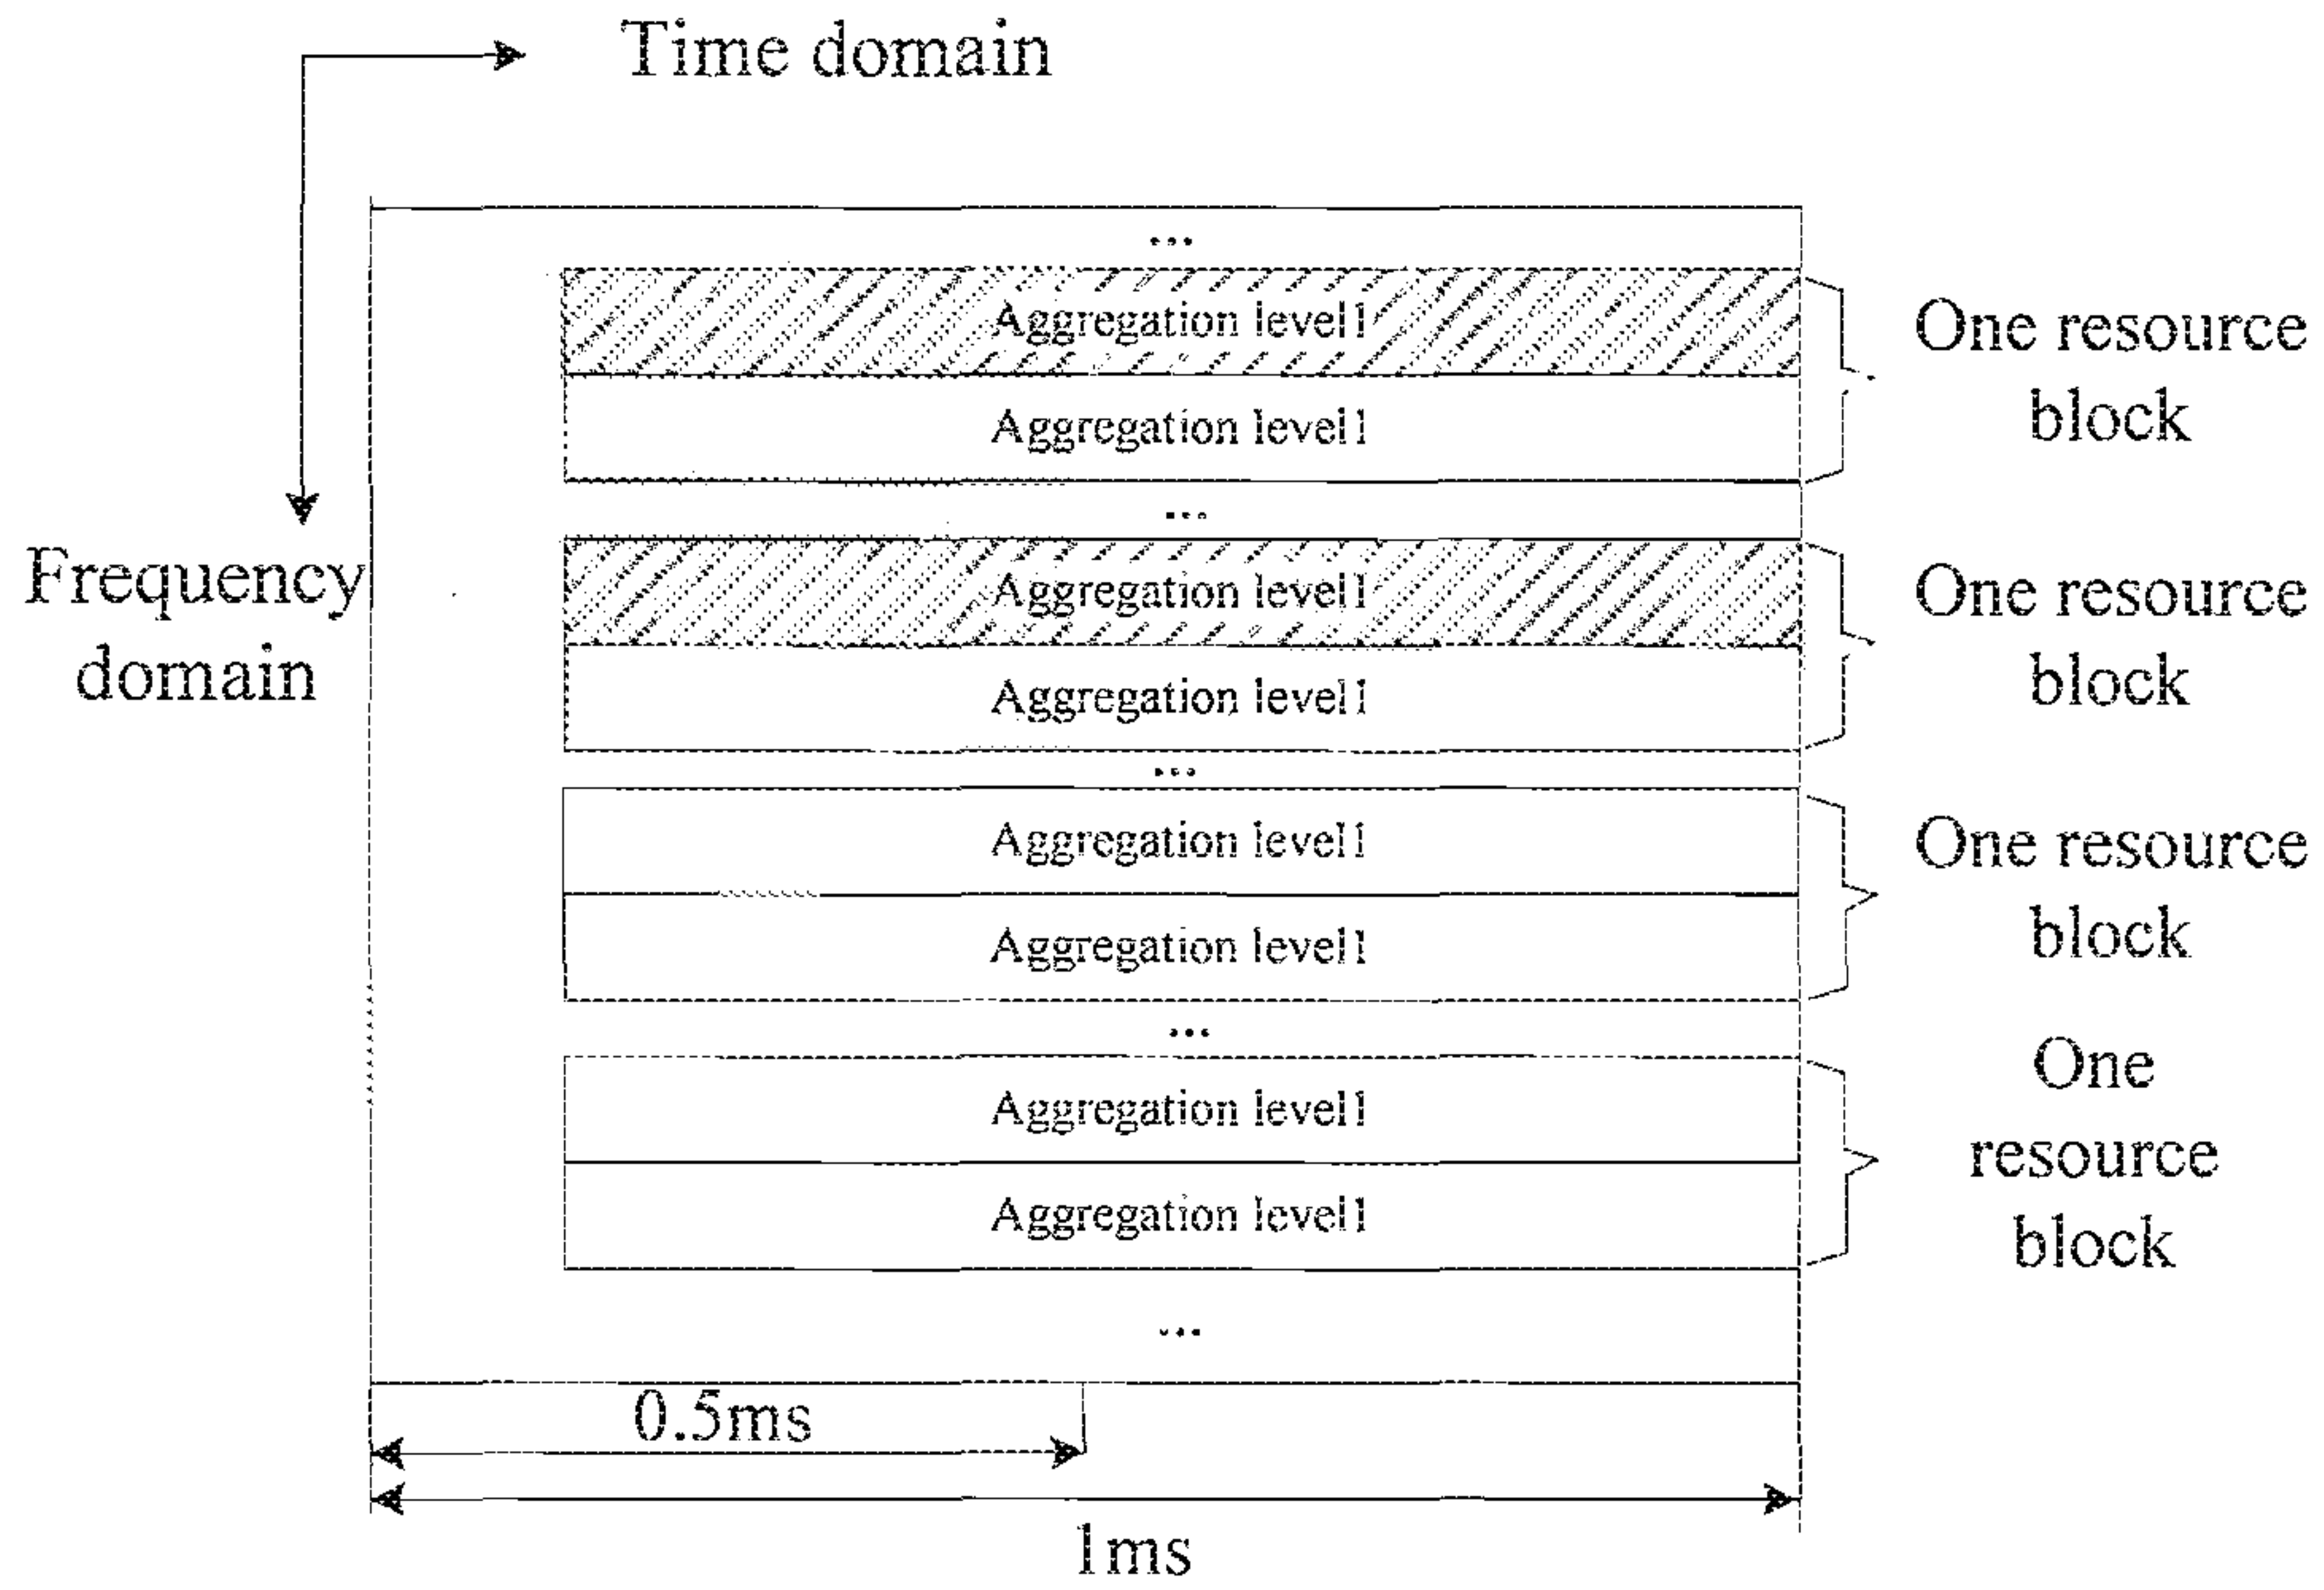 Time domain
...
Aggregation level1
Aggregation level1
One resource
block
...
Frequency
domain
Aggregation level1
Aggregation level1
One resource
block
...
Aggregation level1
Aggregation level1
One resource
block
...
Aggregation level1
Aggregation level1
One
resource
block
...
0.5ms
1ms